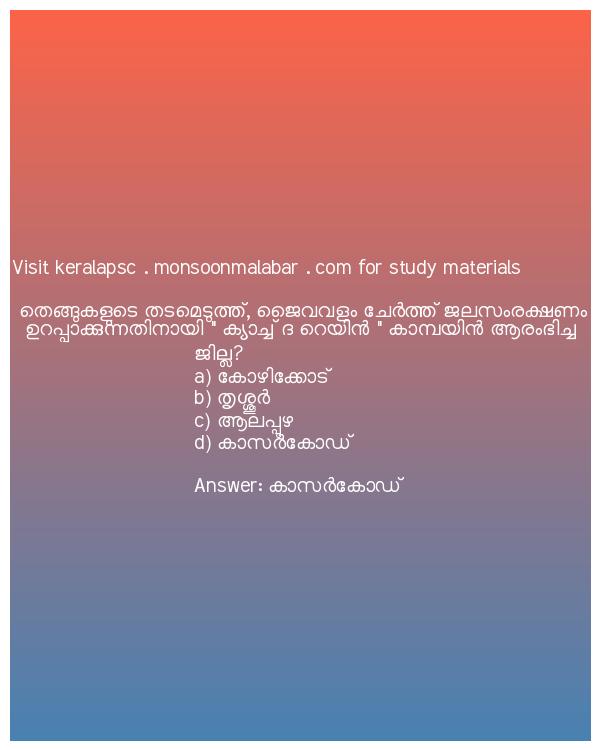 Visit keralapsc . monsoonmalabar . com for study materials
തെങ്ങുകളുടെ തടമെടുത്ത്, ജൈവവളം ചേർത്ത് ജലസംരക്ഷണം
ഉറപ്പാക്കുന്നതിനായി " ക്യാച്ച് ദ റെയിൻ " കാമ്പയിൻ ആരംഭിച്ച
ജില്ല?
a) കോഴിക്കോട്
b) തൃശ്ശൂർ
c) ആലപ്പുഴ
d) കാസർകോഡ്
Answer: കാസർകോഡ്